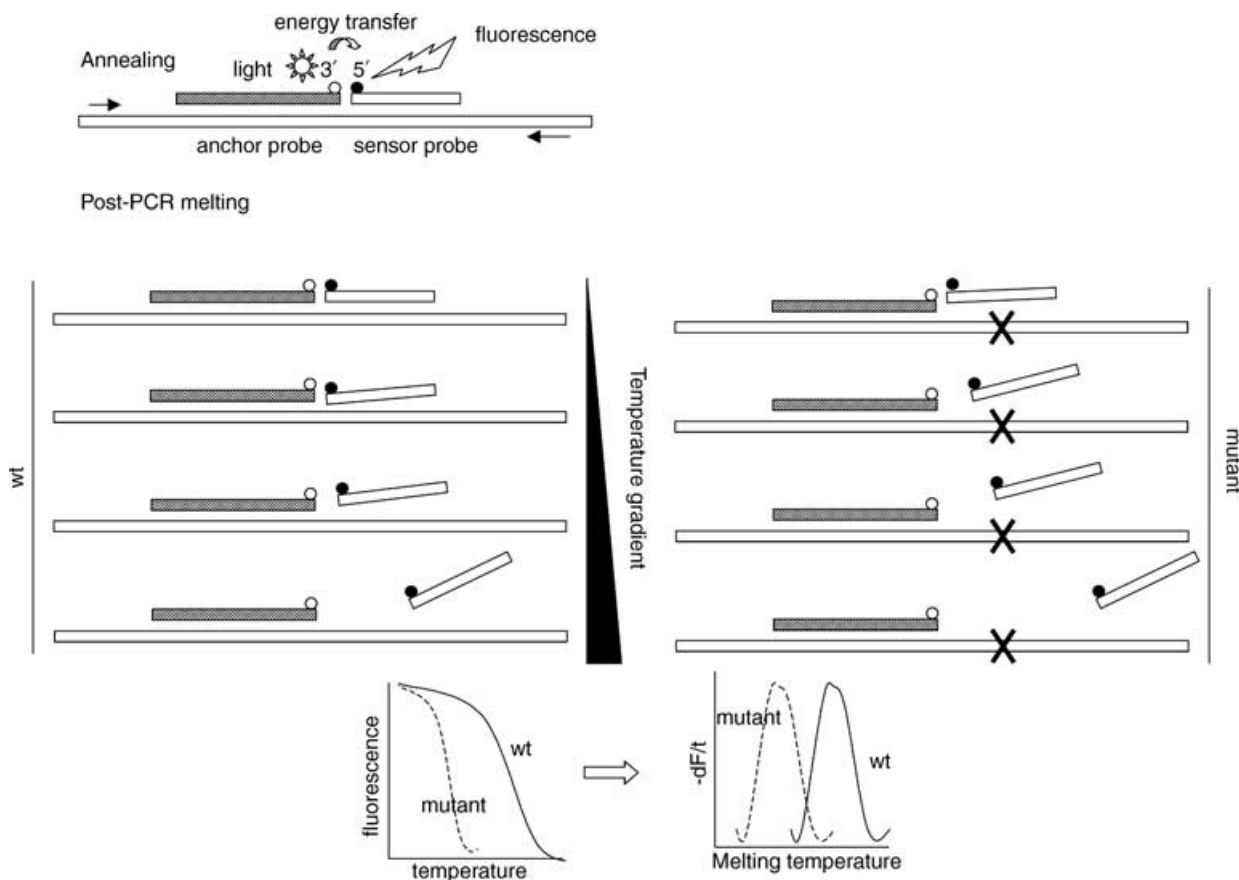 energy transfer
fluorescence
Annealing
light
3′ 5′
anchor probe sensor probe
Post-PCR melting
wt
Temperature gradient
mutant
fluorescence
wt
mutant
temperature
-dF/t
mutant
wt
Melting temperature